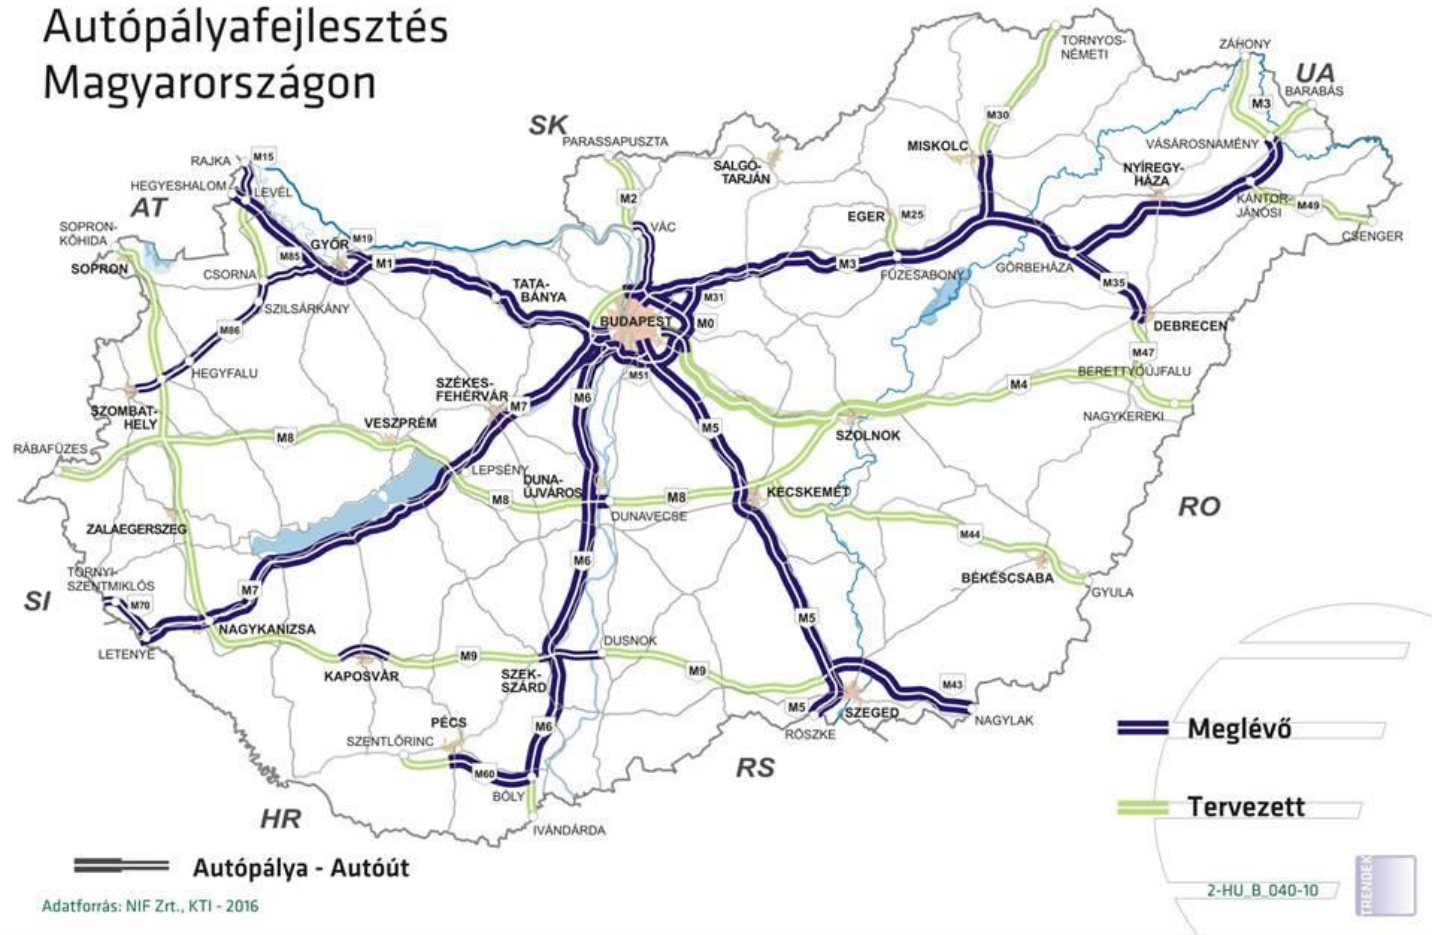 Autópályafejlesztés
Magyarországon
TORNYOS-
NÉMETI
ZÁHONY
UA
BARABÁS
M3
SK
PARASSAPUSZTA
M30
MISKOLC
VÁSÁROSNAMÉNY
RAJKA
M15
SALGÓ-
TARJÁN
NYÍREGY-
HÁZA
HEGYESHALOM
LEVÉL
AT
M2
KÁNTOR-
JÁNOSI
M49
CSENGER
EGER
M25
SOPRON-
KŐHIDA
VÁC
M19
GYŐR
M85
M1
SOPRON
CSORNA
M3
FÜZESABONY
GÖRBEHÁZA
M35
TATA-
BÁNYA
M31
SZILSÁRKÁNY
BUDAPEST
M0
DEBRECEN
M86
M47
HEGYFALU
M51
BERETTYÓÚJFALU
SZÉKES-
FEHÉRVÁR
M7
M6
M4
SZOMBAT-
HELY
VESZPRÉM
M5
NAGYKEREKI
M8
SZOLNOK
RÁBAFÜZES
LEPSÉNY
DUNA-
ÚJVÁROS
M8
M8
KECSKEMÉT
DUNAVECSE
RO
ZALAEGERSZEG
M44
M6
TORNYI-
SZENTMIKLÓS
BÉKÉSCSABA
GYULA
SI
M70
M7
M5
NAGYKANIZSA
LETENYE
DUSNOK
M9
M9
KAPOSVÁR
SZEK-
SZÁRD
M43
M5
SZEGED
NAGYLAK
RÖSZKE
PÉCS
M6
SZENTLŐRINC
M60
RS
BÓLY
HR
IVÁNDÁRDA
Meglévő
Tervezett
Autópálya - Autóút
2-HU_B_040-10
TRENDEK
Adatforrás: NIF Zrt., KTI - 2016